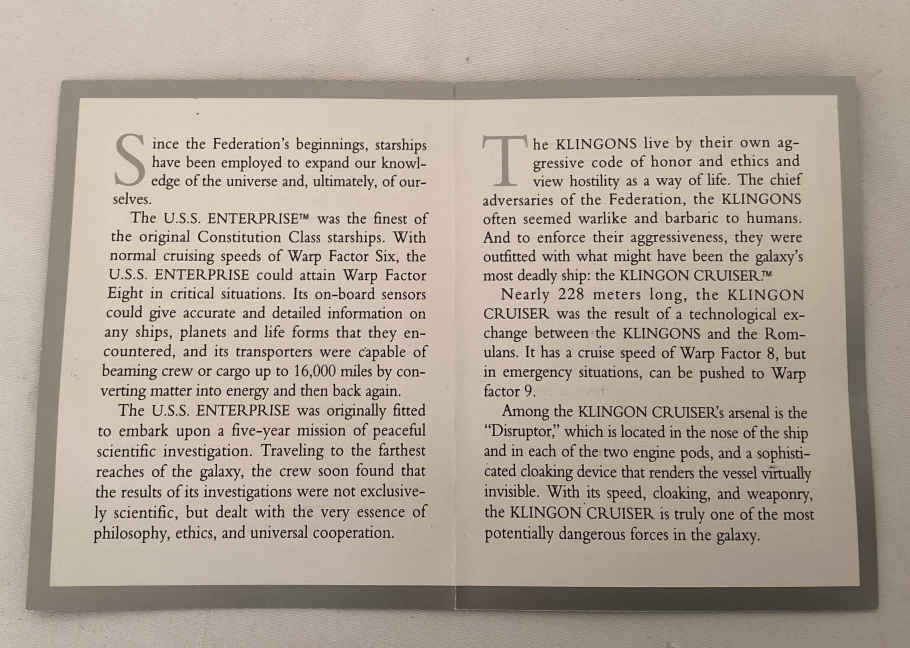 Since the Federation's beginnings, starships
have been employed to expand our knowl-
edge of the universe and, ultimately, of our-
selves.
The U.S.S. ENTERPRISE™ was the finest of
the original Constitution Class starships. With
normal cruising speeds of Warp Factor Six, the
U.S.S. ENTERPRISE could attain Warp Factor
Eight in critical situations. Its on-board sensors
could give accurate and detailed information on
any ships, planets and life forms that they en-
countered, and its transporters were capable of
beaming crew or cargo up to 16,000 miles by con-
verting matter into energy and then back again.
The U.S.S. ENTERPRISE was originally fitted
to embark upon a five-year mission of peaceful
scientific investigation. Traveling to the farthest
reaches of the galaxy, the crew soon found that
the results of its investigations were not exclusive-
ly scientific, but dealt with the very essence of
philosophy, ethics, and universal cooperation.
The KLINGONS live by their own ag-
gressive code of honor and ethics and
view hostility as a way of life. The chief
adversaries of the Federation, the KLINGONS
often seemed warlike and barbaric to humans.
And to enforce their aggressiveness, they were
outfitted with what might have been the galaxy's
most deadly ship: the KLINGON CRUISER.™
Nearly 228 meters long, the KLINGON
CRUISER was the result of a technological ex-
change between the KLINGONS and the Rom-
ulans. It has a cruise speed of Warp Factor 8, but
in emergency situations, can be pushed to Warp
factor 9.
Among the KLINGON CRUISER's arsenal is the
"Disruptor," which is located in the nose of the ship
and in each of the two engine pods, and a sophisti-
cated cloaking device that renders the vessel virtually
invisible. With its speed, cloaking, and weaponry,
the KLINGON CRUISER is truly one of the most
potentially dangerous forces in the galaxy.